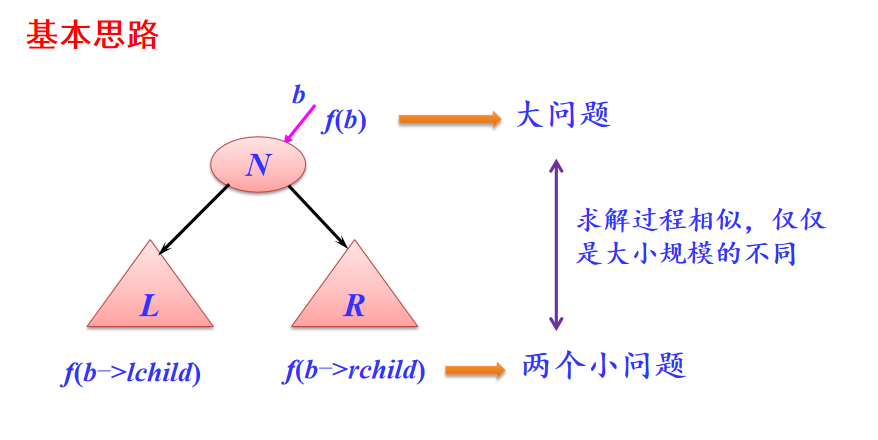 基本思路
b
f(b)
大问题
N
求解过程相似，仅仅
是大小规模的不同
L
R
f(b->lchild)
f(b->rchild)
两个小问题